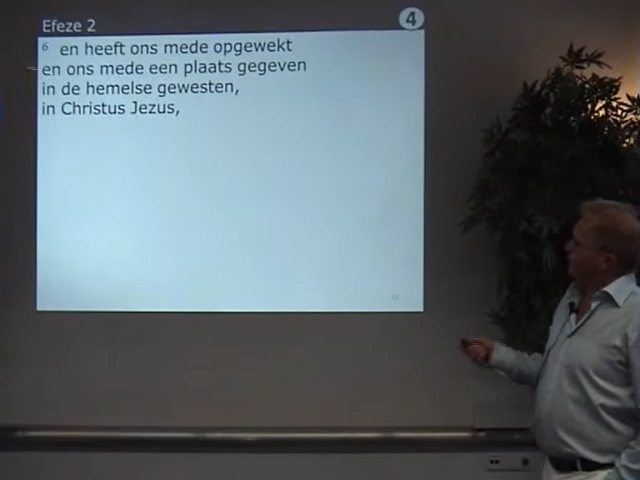 Efeze 2
4
6 en heeft ons mede opgewekt
en ons mede een plaats gegeven
in de hemelse gewesten,
in Christus Jezus,